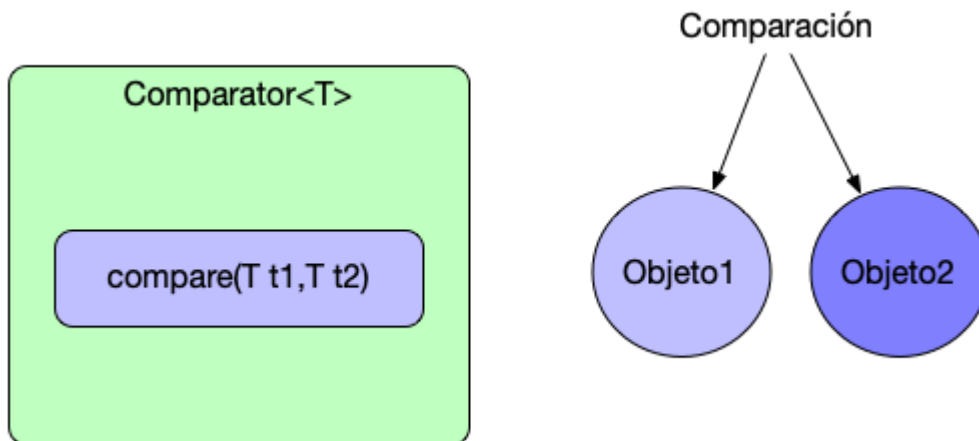 Comparación
Comparator<T>
compare(T t1,T t2)
Objeto1
Objeto2